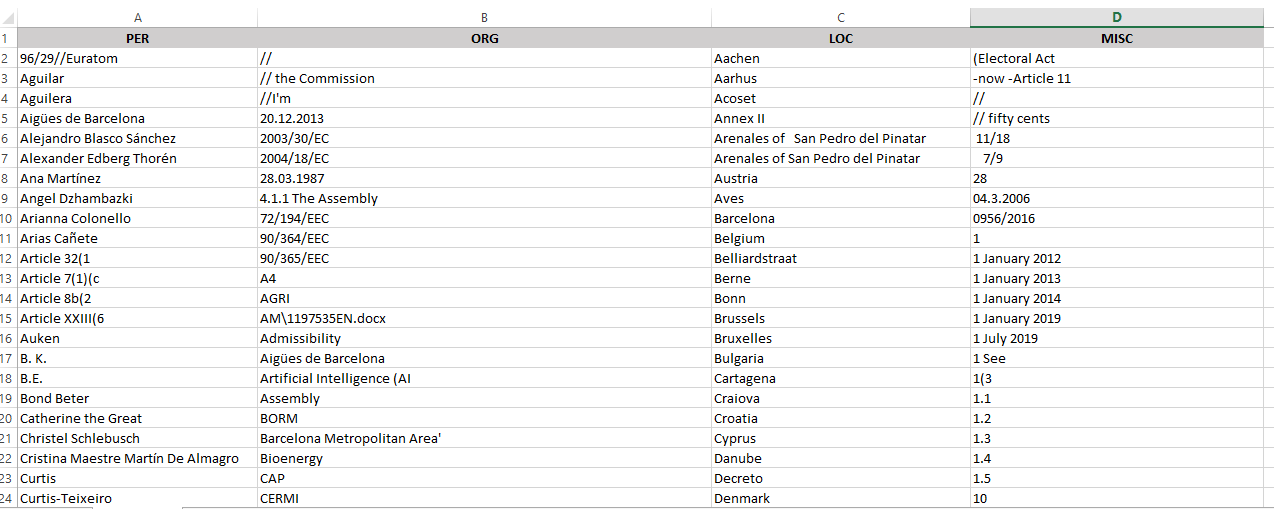 A B C D
1 PER ORG LOC MISC
2 96/29//Euratom // Aachen (Electoral Act
3 Aguilar // the Commission Aarhus -now -Article 11
4 Aguilera //I'm Acoset //
5 Aigües de Barcelona 20.12.2013 Annex II // fifty cents
6 Alejandro Blasco Sánchez 2003/30/EC Arenales of   San Pedro del Pinatar 11/18
7 Alexander Edberg Thorén 2004/18/EC Arenales of San Pedro del Pinatar 7/9
8 Ana Martínez 28.03.1987 Austria 28
9 Angel Dzhambazki 4.1.1 The Assembly Aves 04.3.2006
10 Arianna Colonello 72/194/EEC Barcelona 0956/2016
11 Arias Cañete 90/364/EEC Belgium 1
12 Article 32(1 90/365/EEC Belliardstraat 1 January 2012
13 Article 7(1)(c A4 Berne 1 January 2013
14 Article 8b(2 AGRI Bonn 1 January 2014
15 Article XXIII(6 AM\1197535EN.docx Brussels 1 January 2019
16 Auken Admissibility Bruxelles 1 July 2019
17 B. K. Aigües de Barcelona Bulgaria 1 See
18 B.E. Artificial Intelligence (AI Cartagena 1(3
19 Bond Beter Assembly Craiova 1.1
20 Catherine the Great BORM Croatia 1.2
21 Christel Schlebusch Barcelona Metropolitan Area' Cyprus 1.3
22 Cristina Maestre Martín De Almagro Bioenergy Danube 1.4
23 Curtis CAP Decreto 1.5
24 Curtis-Teixeiro CERMI Denmark 10